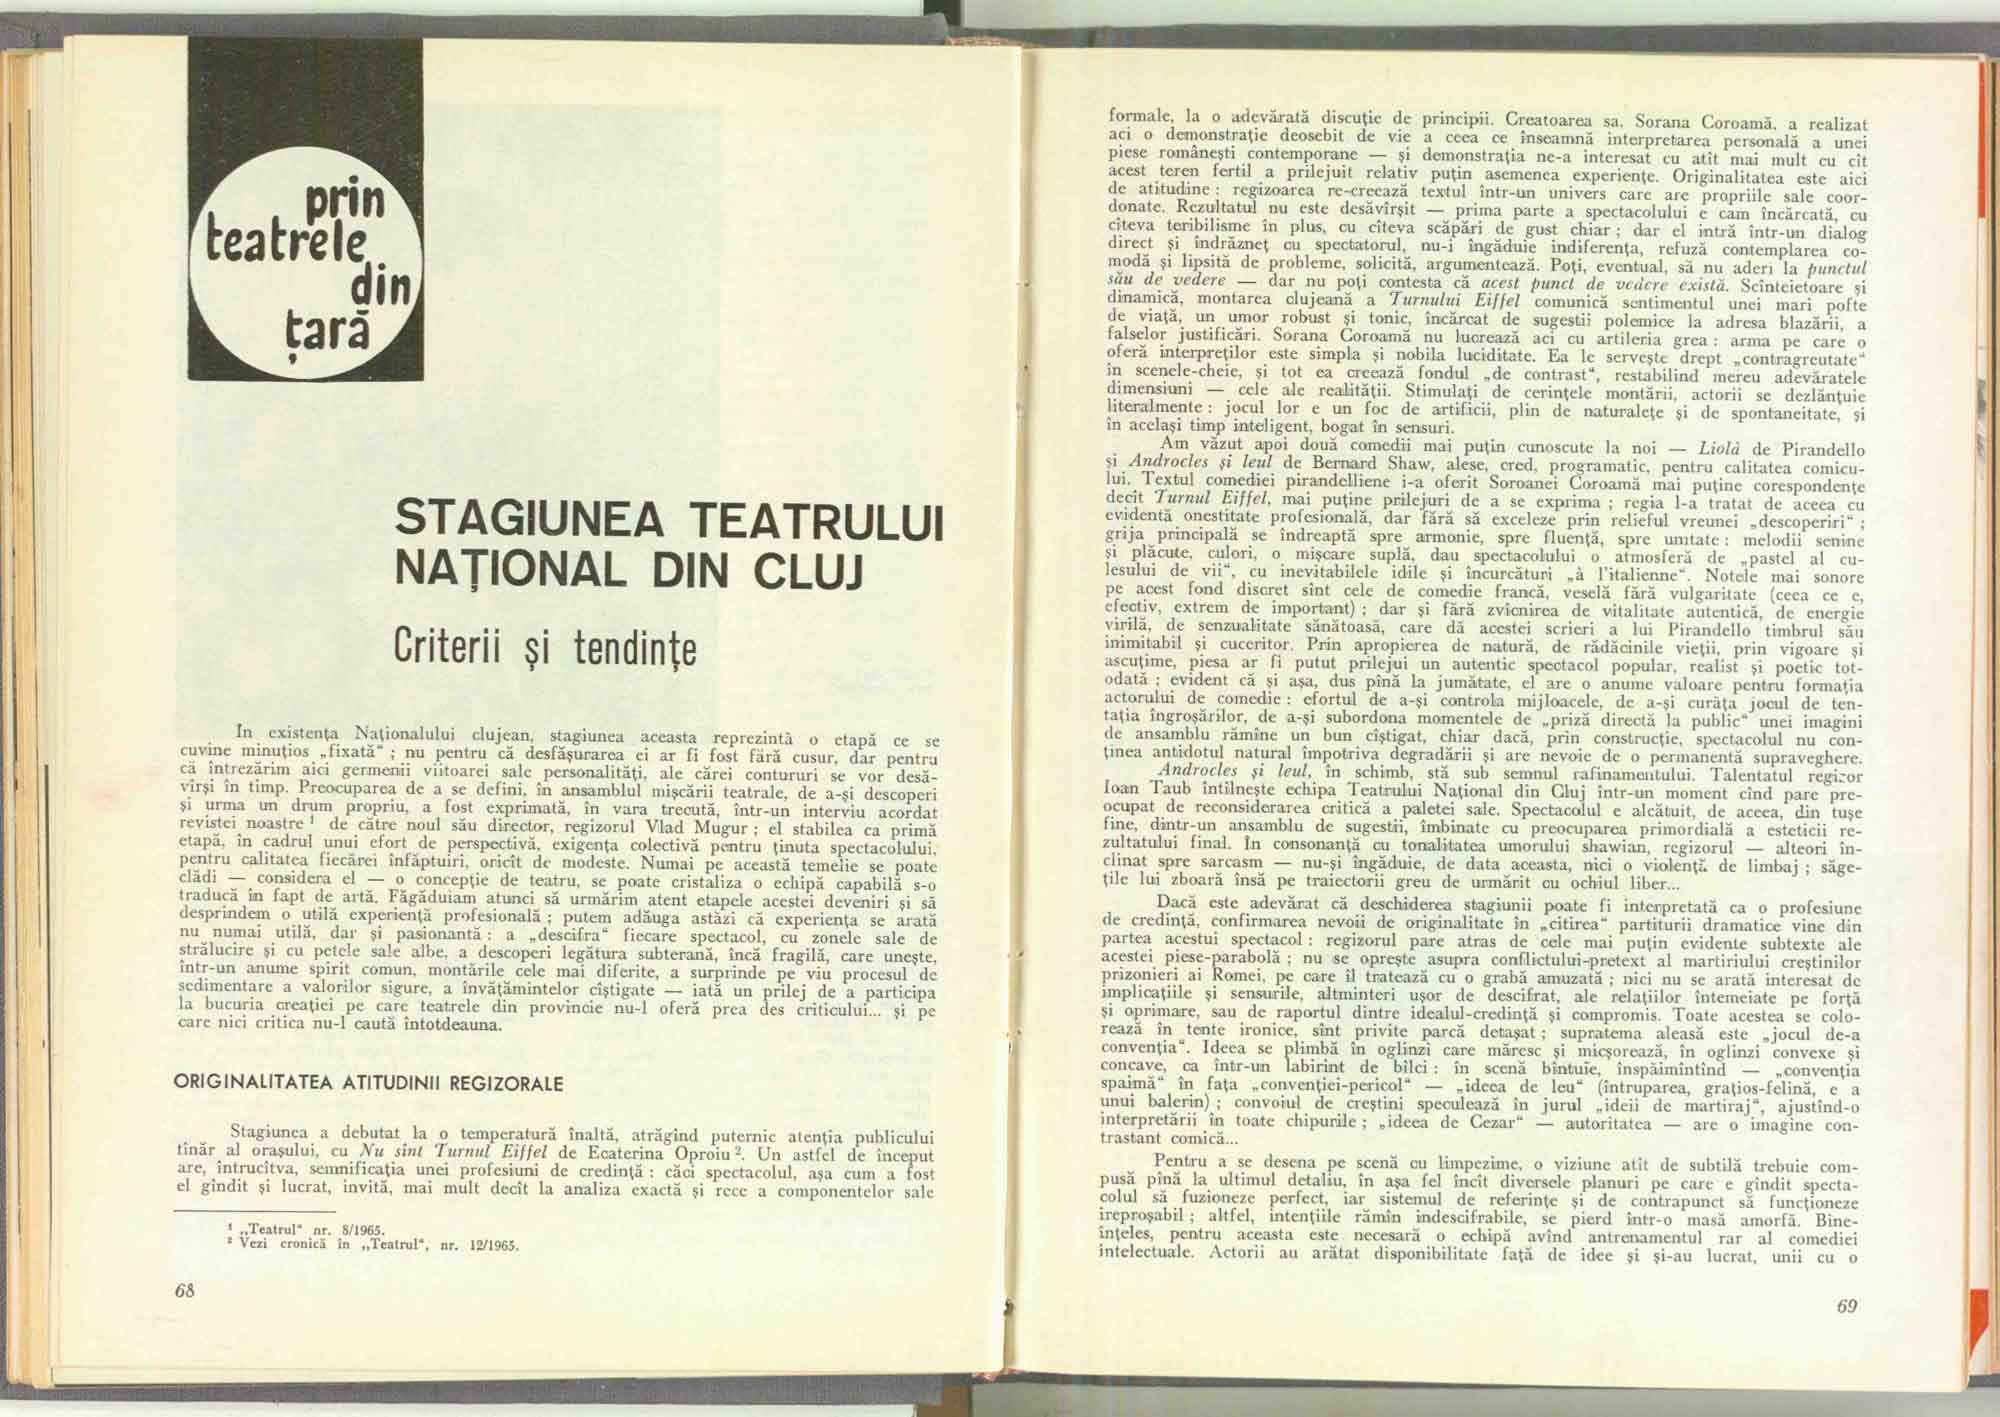 prin
teatrele
din
țară
STAGIUNEA TEATRULUI
NAȚIONAL DIN CLUJ
Criterii și tendințe
În existența Naționalului clujean, stagiunea aceasta reprezintă o etapă ce se
cuvine minuțios „fixată“ ; nu pentru că desfășurarea ei ar fi fost fără cusur, dar pentru
că întrezărim aici germenii viitoarei sale personalități, ale cărei contururi se vor desă-
vîrși în timp. Preocuparea de a se defini, în ansamblul mișcării teatrale, de a-și descoperi
și urma un drum propriu, a fost exprimată, în vara trecută, într-un interviu acordat
revistei noastre ¹ de către noul său director, regizorul Vlad Mugur ; el stabilea ca primă
etapă, în cadrul unui efort de perspectivă, exigența colectivă pentru ținuta spectacolului,
pentru calitatea fiecărei înfăptuiri, oricît de modeste. Numai pe această temelie se poate
clădi — considera el — o concepție de teatru, se poate cristaliza o echipă capabilă s-o
traducă în fapt de artă. Făgăduiam atunci să urmărim atent etapele acestei deveniri și să
desprindem o utilă experiență profesională ; putem adăuga astăzi că experiența se arată
nu numai utilă, dar și pasionantă : a „descifra“ fiecare spectacol, cu zonele sale de
strălucire și cu petele sale albe, a descoperi legătura subterană, încă fragilă, care unește,
într-un anume spirit comun, montările cele mai diferite, a surprinde pe viu procesul de
sedimentare a valorilor sigure, a învățămintelor cîștigate — iată un prilej de a participa
la bucuria creației pe care teatrele din provincie nu-l oferă prea des criticului... și pe
care nici critica nu-l caută întotdeauna.
ORIGINALITATEA ATITUDINII REGIZORALE
Stagiunea a debutat la o temperatură înaltă, atrăgînd puternic atenția publicului
tînăr al orașului, cu Nu sînt Turnul Eiffel de Ecaterina Oproiu ². Un astfel de început
are, întrucîtva, semnificația unei profesiuni de credință : căci spectacolul, așa cum a fost
el gîndit și lucrat, invită, mai mult decît la analiza exactă și rece a componentelor sale
¹ „Teatrul“ nr. 8/1965.
² Vezi cronică în „Teatrul“, nr. 12/1965.
68
formale, la o adevărată discuție de principii. Creatoarea sa, Sorana Coroamă, a realizat
aci o demonstrație deosebit de vie a ceea ce înseamnă interpretarea personală a unei
piese românești contemporane — și demonstrația ne-a interesat cu atît mai mult cu cît
acest teren fertil a prilejuit relativ puțin asemenea experiențe. Originalitatea este aici
de atitudine : regizoarea re-creează textul într-un univers care are propriile sale coor-
donate. Rezultatul nu este desăvîrșit — prima parte a spectacolului e cam încărcată, cu
cîteva teribilisme în plus, cu cîteva scăpări de gust chiar ; dar el intră într-un dialog
direct și îndrăzneț cu spectatorul, nu-i îngăduie indiferența, refuză contemplarea co-
modă și lipsită de probleme, solicită, argumentează. Poți, eventual, să nu aderi la punctul
său de vedere — dar nu poți contesta că acest punct de vedere există. Scînteietoare și
dinamică, montarea clujeană a Turnului Eiffel comunică sentimentul unei mari pofte
de viață, un umor robust și tonic, încărcat de sugestii polemice la adresa blazării, a
falselor justificări. Sorana Coroamă nu lucrează aci cu artileria grea : arma pe care o
oferă interpreților este simpla și nobila luciditate. Ea le servește drept „contragreutate“
în scenele-cheie, și tot ea creează fondul „de contrast“, restabilind mereu adevăratele
dimensiuni — cele ale realității. Stimulați de cerințele montării, actorii se dezlănțuie
literalmente : jocul lor e un foc de artificii, plin de naturalețe și de spontaneitate, și
în același timp inteligent, bogat în sensuri.
Am văzut apoi două comedii mai puțin cunoscute la noi — Liolà de Pirandello
și Androcles și leul de Bernard Shaw, alese, cred, programatic, pentru calitatea comicu-
lui. Textul comediei pirandelliene i-a oferit Soranei Coroamă mai puține corespondențe
decît Turnul Eiffel, mai puține prilejuri de a se exprima ; regia l-a tratat de aceea cu
evidentă onestitate profesională, dar fără să exceleze prin relieful vreunei „descoperiri“ ;
grija principală se îndreaptă spre armonie, spre fluență, spre unitate : melodii senine
și plăcute, culori, o mișcare suplă, dau spectacolului o atmosferă de „pastel al cu-
lesului de vii“, cu inevitabilele idile și încurcături „à l'italienne“. Notele mai sonore
pe acest fond discret sînt cele de comedie francă, veselă fără vulgaritate (ceea ce e,
efectiv, extrem de important) ; dar și fără zvîcnirea de vitalitate autentică, de energie
virilă, de senzualitate sănătoasă, care dă acestei scrieri a lui Pirandello timbrul său
inimitabil și cuceritor. Prin apropierea de natură, de rădăcinile vieții, prin vigoare și
ascuțime, piesa ar fi putut prilejui un autentic spectacol popular, realist și poetic tot-
odată ; evident că și așa, dus pînă la jumătate, el are o anume valoare pentru formația
actorului de comedie : efortul de a-și controla mijloacele, de a-și curăța jocul de ten-
tația îngroșărilor, de a-și subordona momentele de „priză directă la public“ unei imagini
de ansamblu rămîne un bun cîștigat, chiar dacă, prin construcție, spectacolul nu con-
ținea antidotul natural împotriva degradării și are nevoie de o permanentă supraveghere.
Androcles și leul, în schimb, stă sub semnul rafinamentului. Talentatul regizor
Ioan Taub întîlnește echipa Teatrului Național din Cluj într-un moment cînd pare pre-
ocupat de reconsiderarea critică a paletei sale. Spectacolul e alcătuit, de aceea, din tușe
fine, dintr-un ansamblu de sugestii, îmbinate cu preocuparea primordială a esteticii re-
zultatului final. În consonanță cu tonalitatea umorului shawian, regizorul — alteori în-
clinat spre sarcasm — nu-și îngăduie, de data aceasta, nici o violență de limbaj ; săge-
țile lui zboară însă pe traiectorii greu de urmărit cu ochiul liber...
Dacă este adevărat că deschiderea stagiunii poate fi interpretată ca o profesiune
de credință, confirmarea nevoii de originalitate în „citirea“ partiturii dramatice vine din
partea acestui spectacol : regizorul pare atras de cele mai puțin evidente subtexte ale
acestei piese-parabolă ; nu se oprește asupra conflictului-pretext al martiriului creștinilor
prizonieri ai Romei, pe care îl tratează cu o grabă amuzată ; nici nu se arată interesat de
implicațiile și sensurile, altminteri ușor de descifrat, ale relațiilor întemeiate pe forță
și oprimare, sau de raportul dintre idealul-credință și compromis. Toate acestea se colo-
rează în tente ironice, sînt privite parcă detașat ; supratema aleasă este „jocul de-a
convenția“. Ideea se plimbă în oglinzi care măresc și micșorează, în oglinzi convexe și
concave, ca într-un labirint de bîlci : în scenă bîntuie, înspăimîntînd — „convenția
spaimă“ în fața „convenției-pericol“ — „ideea de leu“ (întruparea, grațios-felină, e a
unui balerin) ; convoiul de creștini speculează în jurul „ideii de martiraj“, ajustînd-o
interpretării în toate chipurile ; „ideea de Cezar“ — autoritatea — are o imagine con-
trastant comică...
Pentru a se desena pe scenă cu limpezime, o viziune atît de subtilă trebuie com-
pusă pînă la ultimul detaliu, în așa fel încît diversele planuri pe care e gîndit specta-
colul să fuzioneze perfect, iar sistemul de referințe și de contrapunct să funcționeze
ireproșabil ; altfel, intențiile rămîn indescifrabile, se pierd într-o masă amorfă. Bine-
înțeles, pentru aceasta este necesară o echipă avînd antrenamentul rar al comediei
intelectuale. Actorii au arătat disponibilitate față de idee și și-au lucrat, unii cu o
69